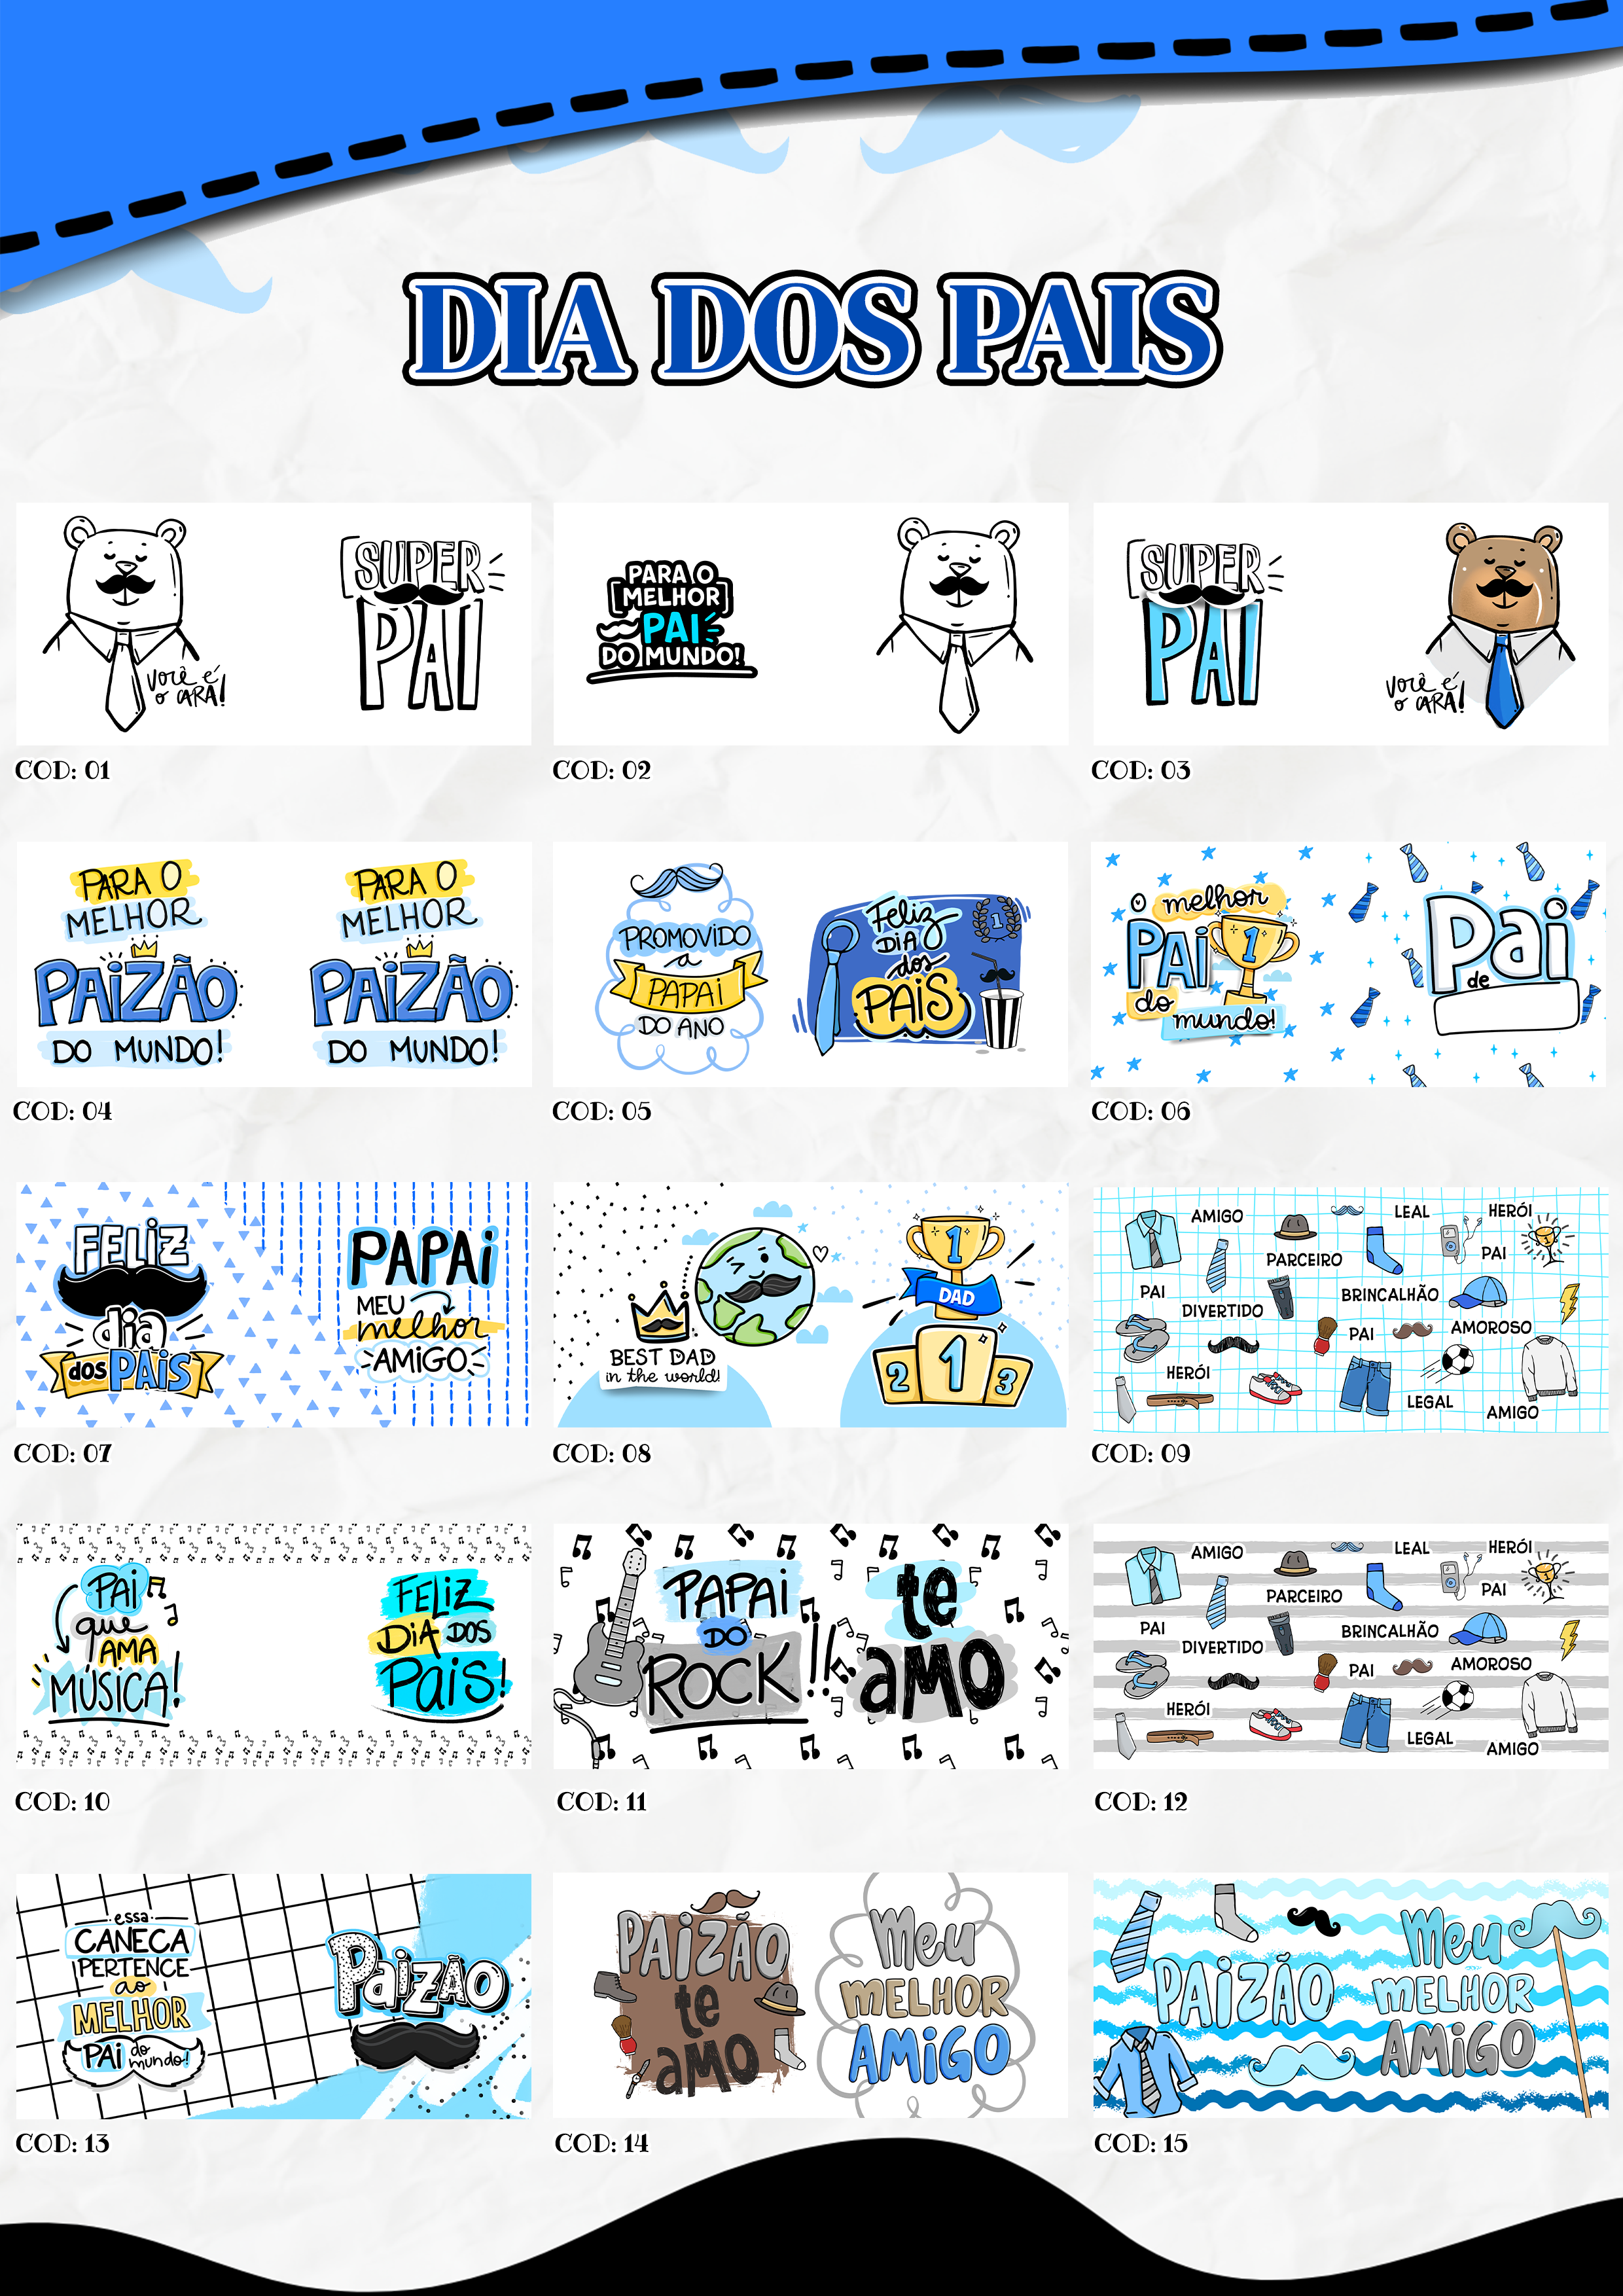 DIA DOS PAIS
VOCÊ É
O CARA!
SUPER
PAI
COD: 01
PARA O
MELHOR
PAI
DO MUNDO!
COD: 02
SUPER
PAI
VOCÊ É
O CARA!
COD: 03
PARA O
MELHOR
PAIZÃO
DO MUNDO!
PARA O
MELHOR
PAIZÃO
DO MUNDO!
COD: 04
PROMOVIDO
a
PAPAi
DO ANO
Feliz
DiA
dos
PAiS
1
COD: 05
O melhor
PAi
1
do
mundo!
Pai
de
COD: 06
FELiZ
dia
dos PAiS
PAPAi
MEU
melhor
AMiGO
COD: 07
BEST DAD
in the world!
1
DAD
2 1 3
COD: 08
AMIGO
LEAL
HERÓI
PARCEIRO
PAI
PAI
DIVERTIDO
BRINCALHÃO
PAI
AMOROSO
HERÓI
LEGAL
AMIGO
COD: 09
PAi
que
AMA
MÚSICA!
FELiZ
DiA DOS
PAiS!
COD: 10
PAPAi
DO
ROCK!!
te
aMO
COD: 11
AMIGO
LEAL
HERÓI
PARCEIRO
PAI
PAI
DIVERTIDO
BRINCALHÃO
PAI
AMOROSO
HERÓI
LEGAL
AMIGO
COD: 12
essa
CANECA
PERTENCE
ao
MELHOR
PAi do
mundo!
PaiZÃO
COD: 13
PAiZÃO
te
aMO
Meu
MELHOR
AMiGO
COD: 14
PAiZÃO
Meu
MELHOR
AMiGO
COD: 15